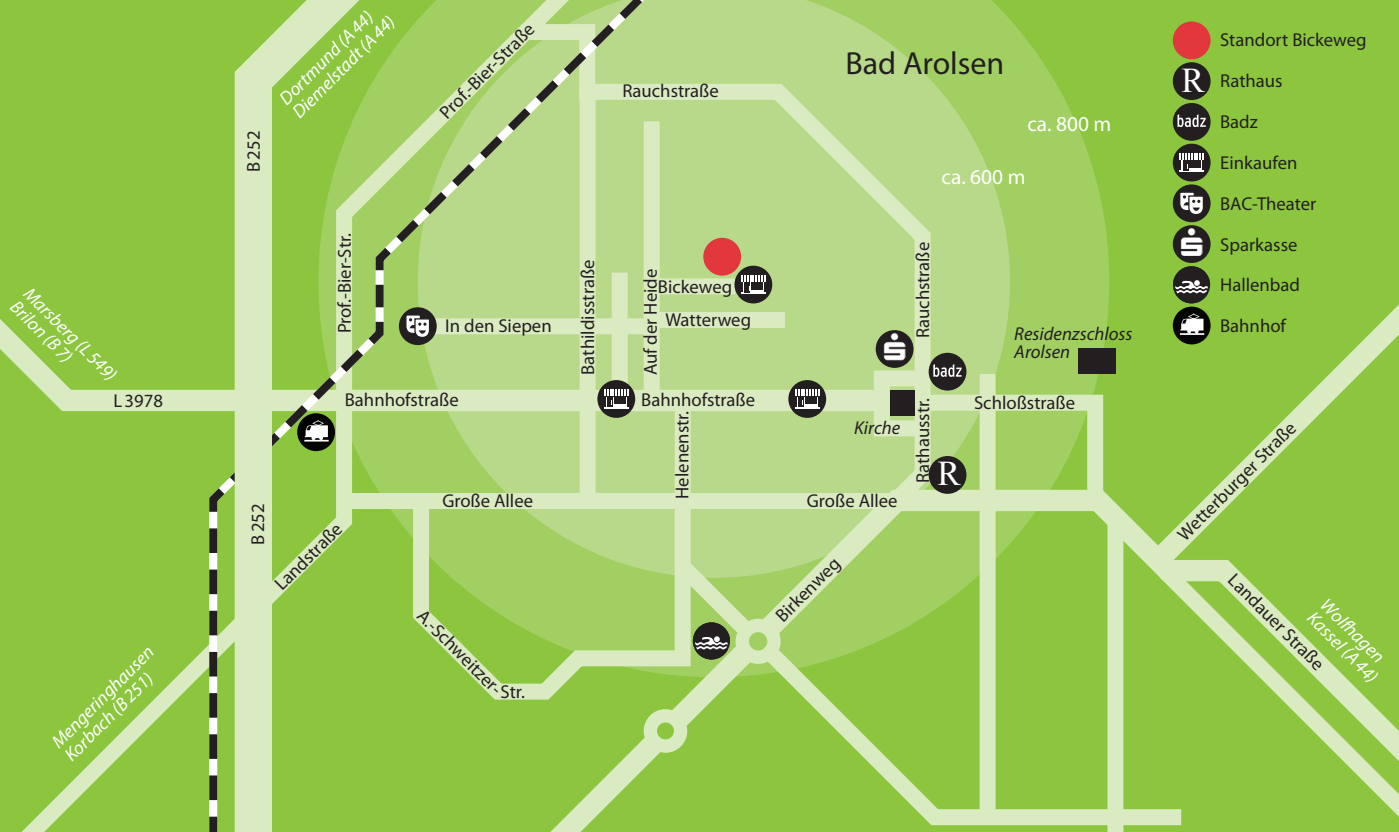 Bad Arolsen
ca. 800 m
ca. 600 m
Standort Bickeweg
R Rathaus
badz Badz
Einkaufen
BAC-Theater
Sparkasse
Hallenbad
Bahnhof
Dortmund (A 44)
Diemelstadt (A 44)
B 252
Prof.-Bier-Straße
Rauchstraße
Prof.-Bier-Str.
Bathildisstraße
Auf der Heide
Bickeweg
Rauchstraße
In den Siepen
Watterweg
Residenzschloss
Arolsen
badz
Marsberg (L 549)
Brilon (B 7)
L 3978
Bahnhofstraße
Bahnhofstraße
Schloßstraße
Kirche
Helenenstr.
Rathausstr.
R
Große Allee
Große Allee
Wetterburger Straße
B 252
Landstraße
Birkenweg
A.-Schweitzer-Str.
Landauer Straße
Wolfhagen
Kassel (A 44)
Mengeringhausen
Korbach (B 251)